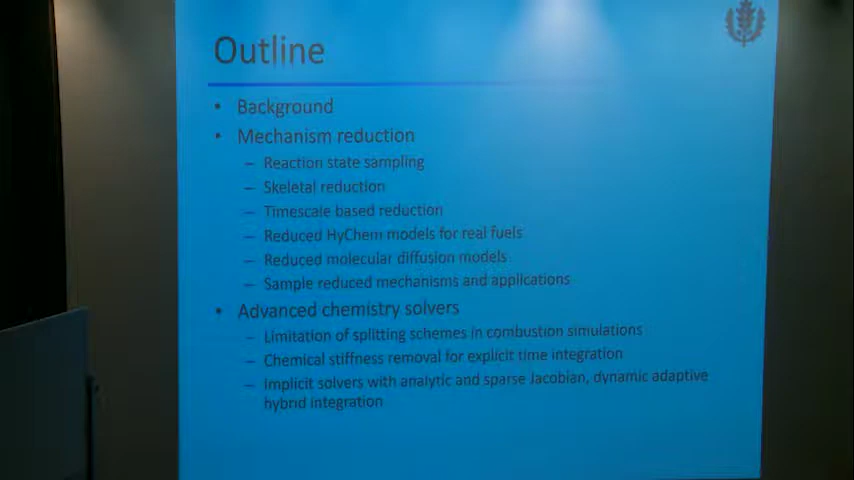 Outline
• Background
• Mechanism reduction
– Reaction state sampling
– Skeletal reduction
– Timescale based reduction
– Reduced HyChem models for real fuels
– Reduced molecular diffusion models
– Sample reduced mechanisms and applications
• Advanced chemistry solvers
– Limitation of splitting schemes in combustion simulations
– Chemical stiffness removal for explicit time integration
– Implicit solvers with analytic and sparse Jacobian, dynamic adaptive
hybrid integration